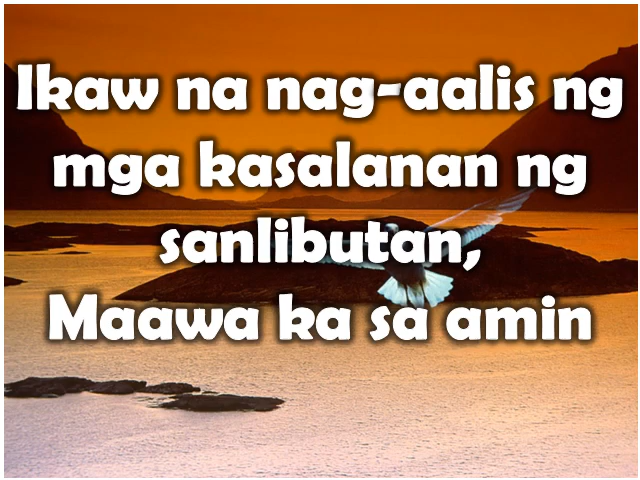 Ikaw na nag-aalis ng
mga kasalanan ng
sanlibutan,
Maawa ka sa amin